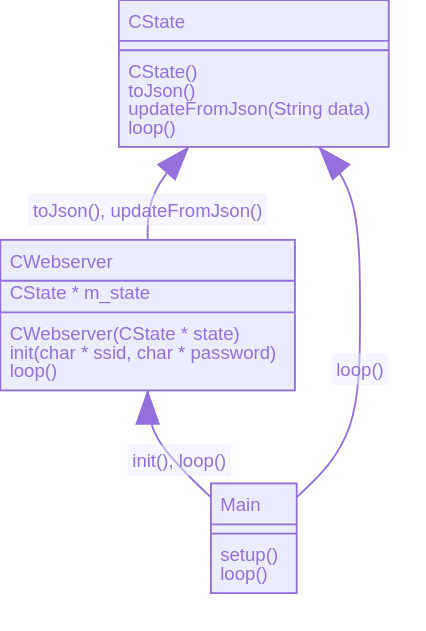 CState
CState()
toJson()
updateFromJson(String data)
loop()
toJson(), updateFromJson()
CWebserver
CState * m_state
CWebserver(CState * state)
init(char * ssid, char * password)
loop()
loop()
init(), loop()
Main
setup()
loop()